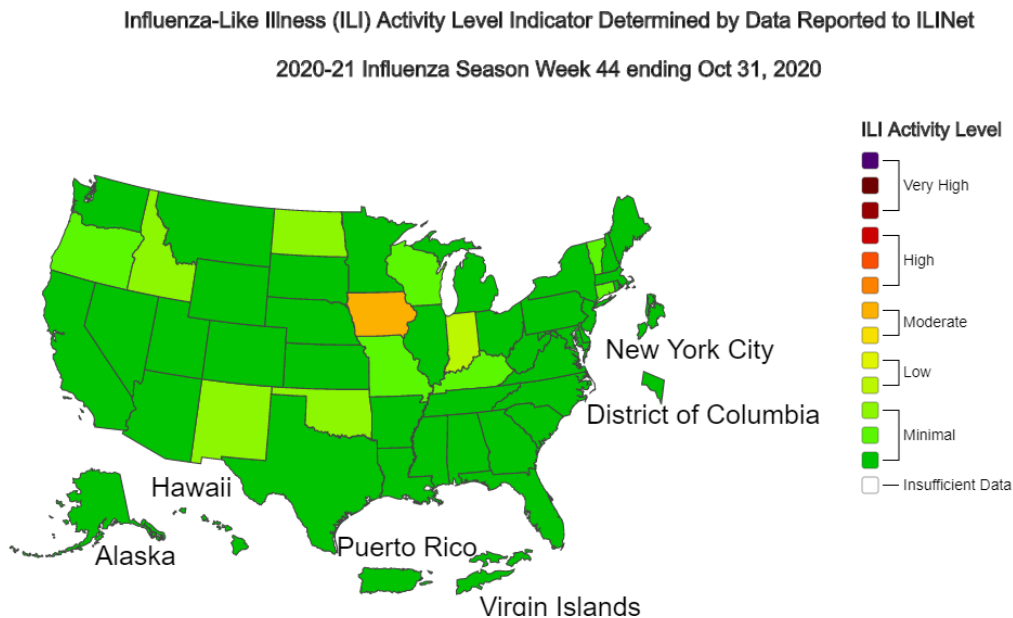 Influenza-Like Illness (ILI) Activity Level Indicator Determined by Data Reported to ILINet
2020-21 Influenza Season Week 44 ending Oct 31, 2020
ILI Activity Level
Very High
High
Moderate
Low
Minimal
Insufficient Data
New York City
District of Columbia
Hawaii
Alaska
Puerto Rico
Virgin Islands